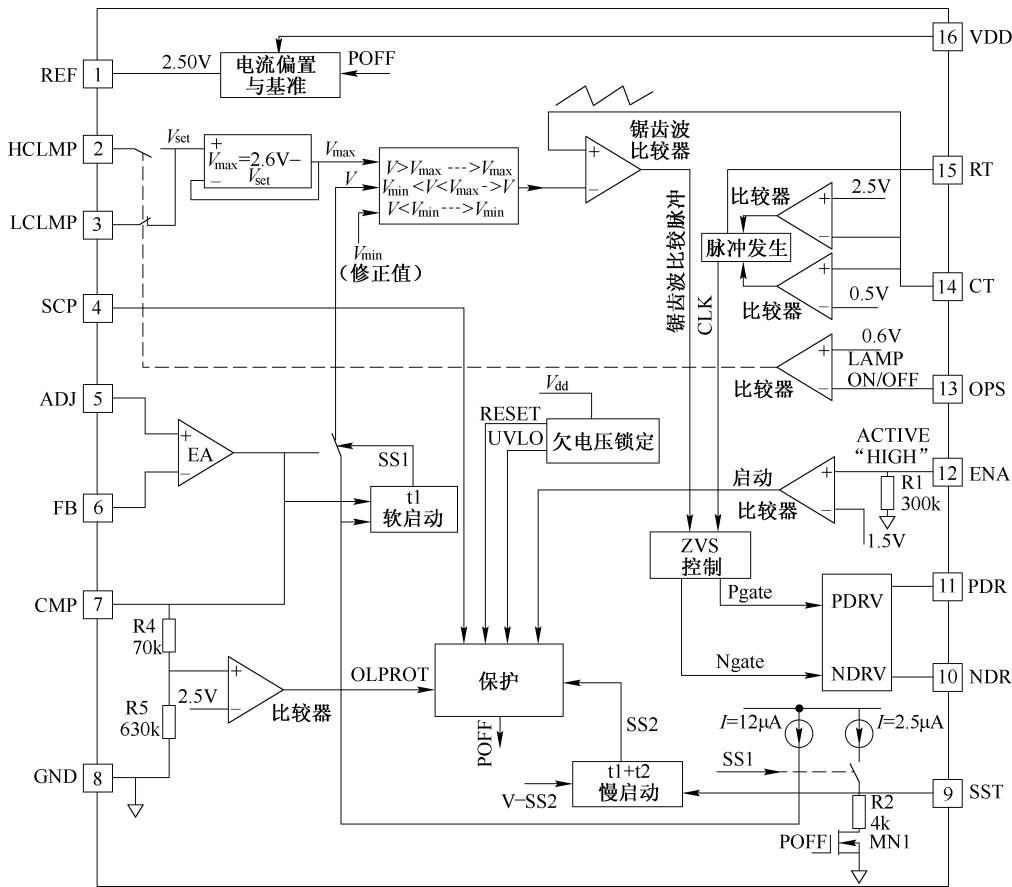 16
VDD
REF
1
2.50V
电流偏置
与基准
POFF
HCLMP
2
Vset
+
Vmax=2.6V−
−
Vset
Vmax
V
V>Vmax --->Vmax
Vmin<V<Vmax->V
V<Vmin--->Vmin
Vmin
(修正值)
+
−
锯齿波
比较器
锯齿波比较脉冲
15
RT
比较器
2.5V
+
−
脉冲发生
LCLMP
3
CLK
+
−
0.5V
比较器
14
CT
SCP
4
0.6V
+
−
LAMP
ON/OFF
比较器
13
OPS
ADJ
5
Vdd
RESET
UVLO
欠电压锁定
+
EA
−
SS1
t1
软启动
ACTIVE
“HIGH”
12
ENA
启动
比较器
+
−
R1
300k
1.5V
FB
6
ZVS
控制
Pgate
Ngate
PDRV
NDRV
11
PDR
10
NDR
CMP
7
R4
70k
R5
630k
2.5V
+
−
比较器
OLPROT
保护
POFF
SS2
I=12μA
I=2.5μA
GND
8
V−SS2
t1+t2
慢启动
SS1
9
SST
R2
4k
POFF
MN1